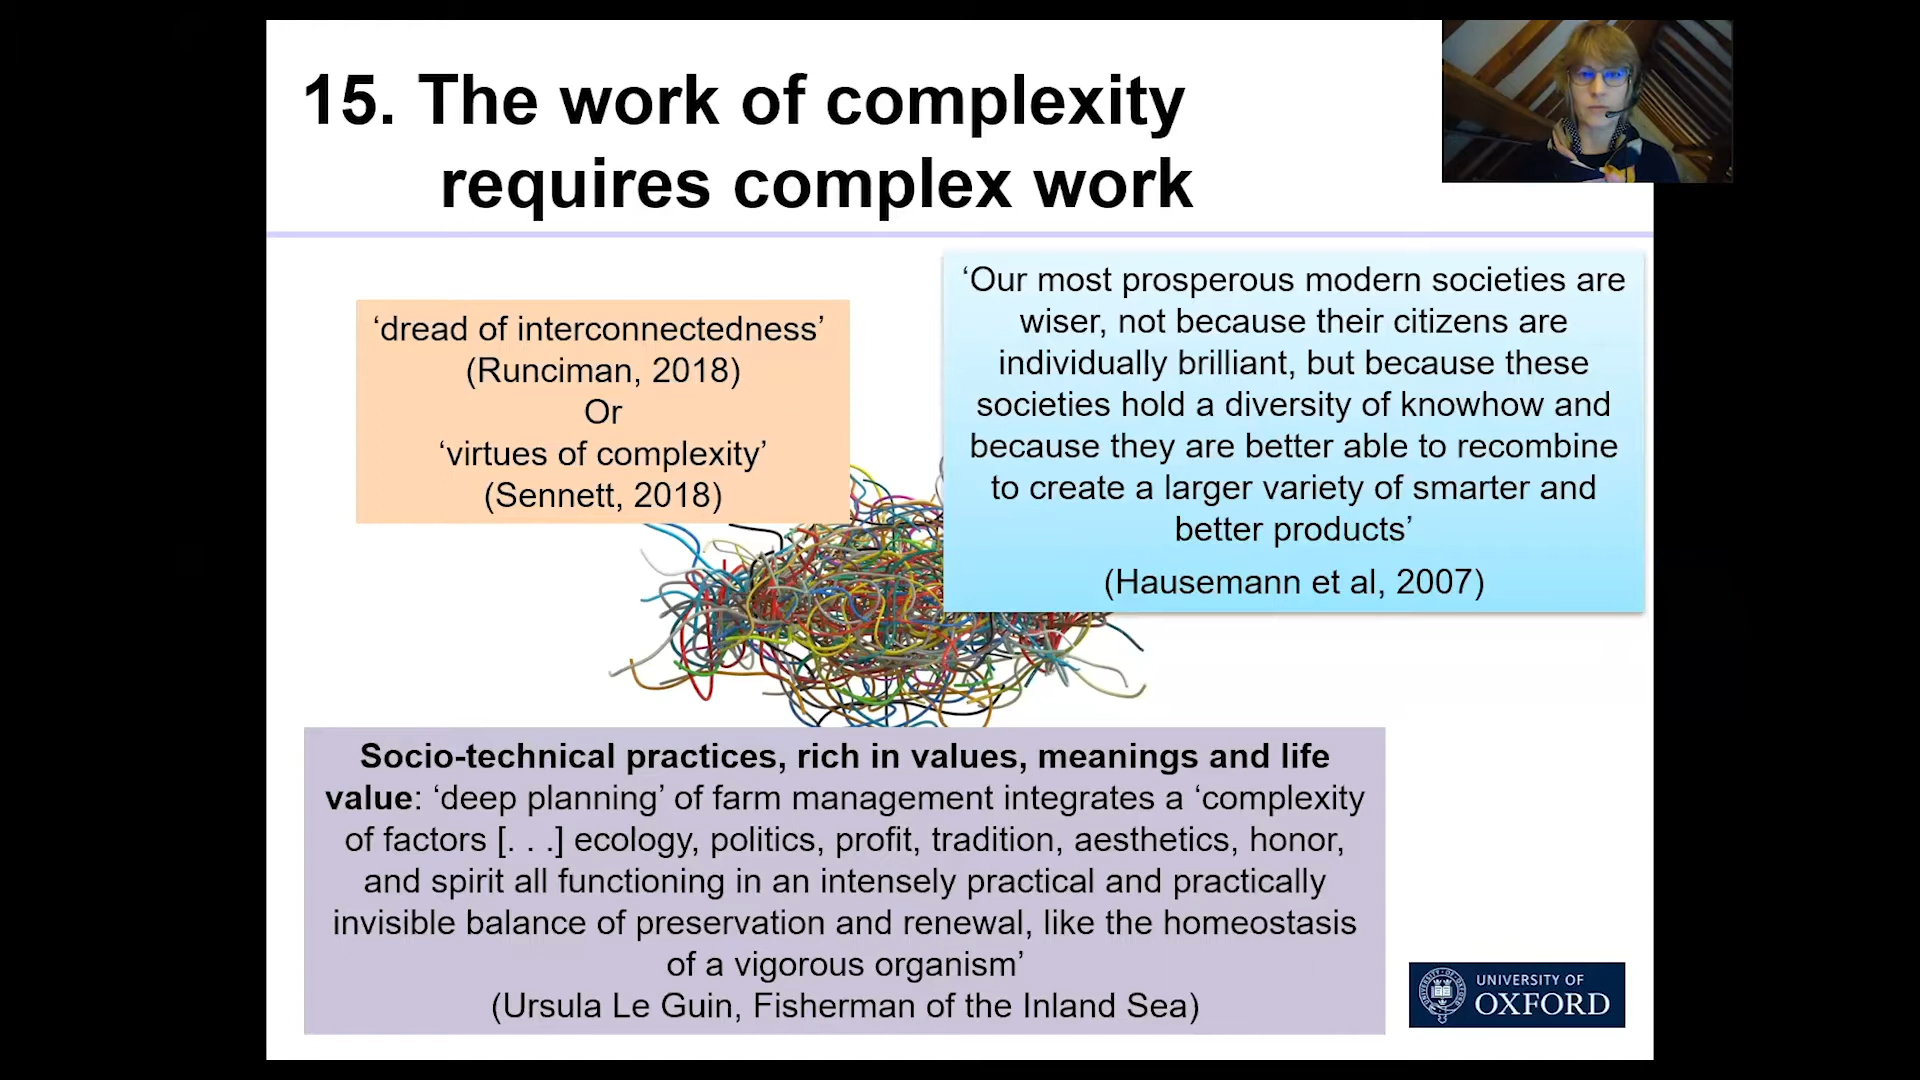 15. The work of complexity
requires complex work
‘dread of interconnectedness’
(Runciman, 2018)
Or
‘virtues of complexity’
(Sennett, 2018)
‘Our most prosperous modern societies are
wiser, not because their citizens are
individually brilliant, but because these
societies hold a diversity of knowhow and
because they are better able to recombine
to create a larger variety of smarter and
better products’
(Hausemann et al, 2007)
Socio-technical practices, rich in values, meanings and life
value: ‘deep planning’ of farm management integrates a ‘complexity
of factors [. . .] ecology, politics, profit, tradition, aesthetics, honor,
and spirit all functioning in an intensely practical and practically
invisible balance of preservation and renewal, like the homeostasis
of a vigorous organism’
(Ursula Le Guin, Fisherman of the Inland Sea)
UNIVERSITY OF
OXFORD